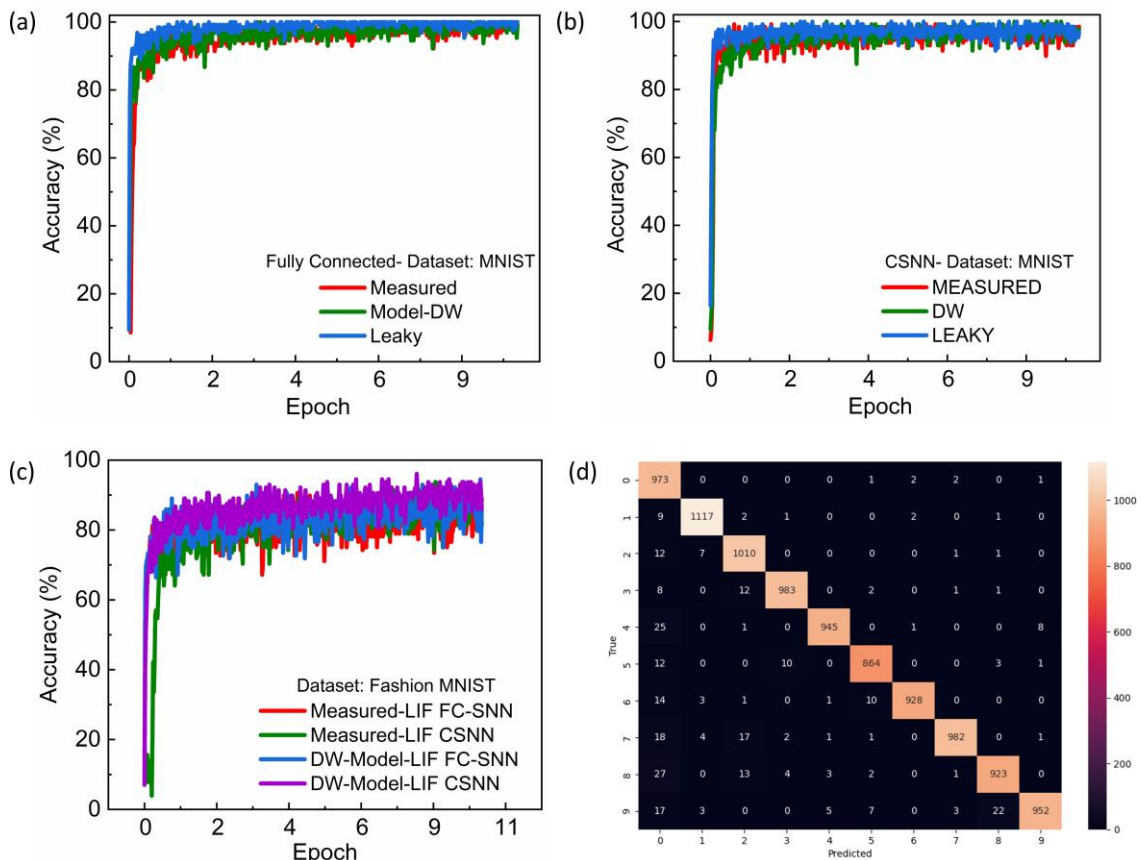 (a)
100
80
60
40
20
0
Accuracy (%)
Fully Connected- Dataset: MNIST
Measured
Model-DW
Leaky
0 2 4 6 9
Epoch
(b)
100
80
60
40
20
0
Accuracy (%)
CSNN- Dataset: MNIST
MEASURED
DW
LEAKY
0 2 4 6 9
Epoch
(c)
100
80
60
40
20
0
Accuracy (%)
Dataset: Fashion MNIST
Measured-LIF FC-SNN
Measured-LIF CSNN
DW-Model-LIF FC-SNN
DW-Model-LIF CSNN
0 2 4 6 9 11
Epoch
(d)
True
0 973 0 0 0 0 1 2 2 0 1
1 9 1117 2 1 0 0 2 0 1 0
2 12 7 1010 0 0 0 0 1 1 0
3 8 0 12 983 0 2 0 1 1 0
4 25 0 1 0 945 0 1 0 0 8
5 12 0 0 10 0 864 0 0 3 1
6 14 3 1 0 1 10 928 0 0 0
7 18 4 17 2 1 1 0 982 0 1
8 27 0 13 4 3 2 0 1 923 0
9 17 3 0 0 5 7 0 3 22 952
0 1 2 3 4 5 6 7 8 9
Predicted
1000
800
600
400
200
0